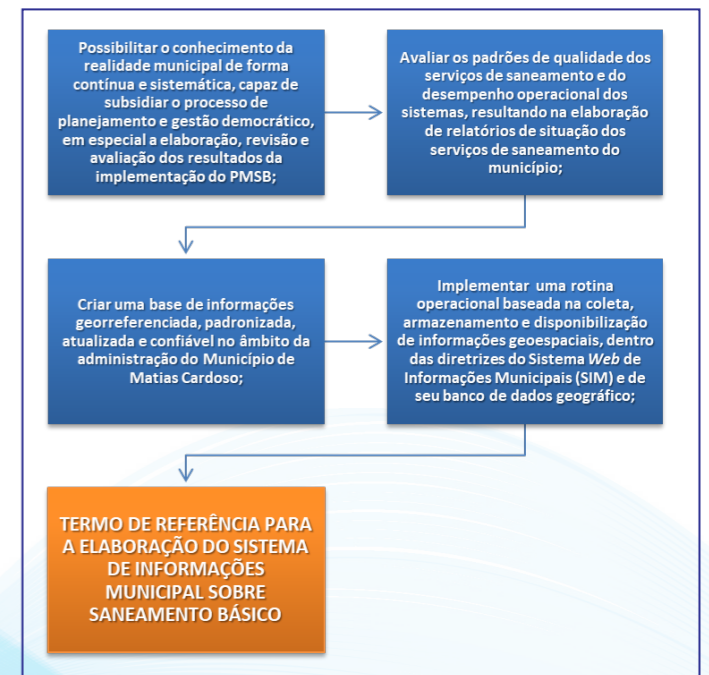 Possibilitar o conhecimento da
realidade municipal de forma
contínua e sistemática, capaz de
subsidiar o processo de
planejamento e gestão democrático,
em especial a elaboração, revisão e
avaliação dos resultados da
implementação do PMSB;
Avaliar os padrões de qualidade dos
serviços de saneamento e do
desempenho operacional dos
sistemas, resultando na elaboração
de relatórios de situação dos
serviços de saneamento do
município;
Criar uma base de informações
georreferenciada, padronizada,
atualizada e confiável no âmbito da
administração do Município de
Matias Cardoso;
Implementar uma rotina
operacional baseada na coleta,
armazenamento e disponibilização
de informações geoespaciais, dentro
das diretrizes do Sistema Web de
Informações Municipais (SIM) e de
seu banco de dados geográfico;
TERMO DE REFERÊNCIA PARA
A ELABORAÇÃO DO SISTEMA
DE INFORMAÇÕES
MUNICIPAL SOBRE
SANEAMENTO BÁSICO